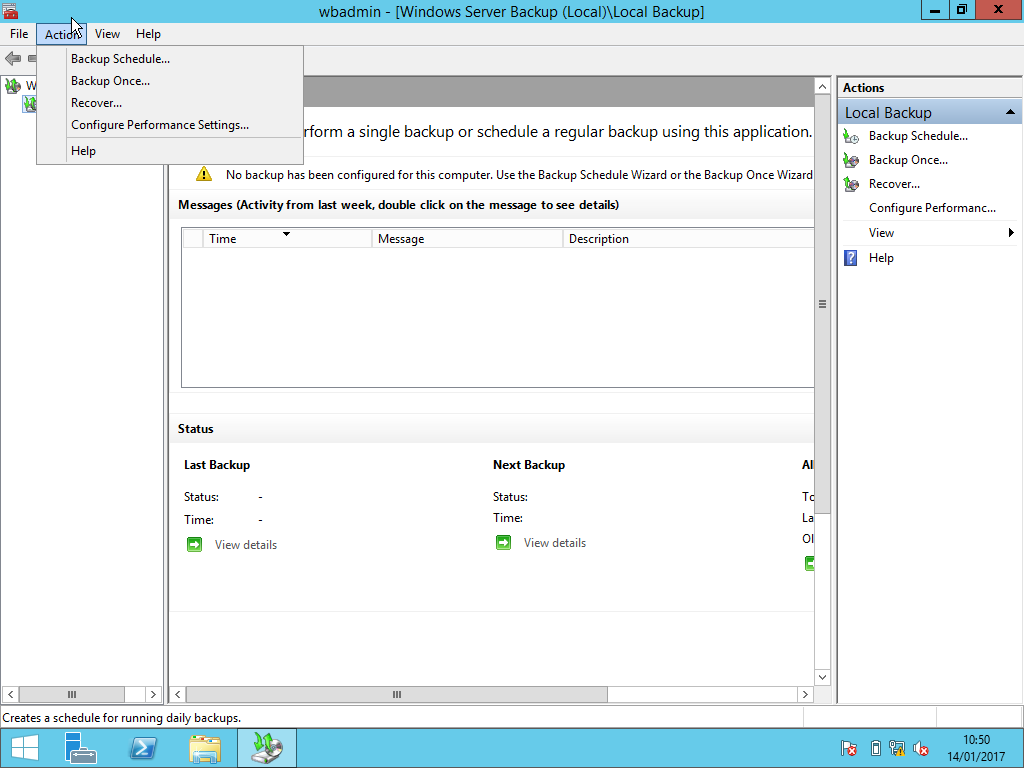 wbadmin - [Windows Server Backup (Local)\Local Backup]
File Action View Help
Backup Schedule...
Backup Once...
Recover...
Configure Performance Settings...
Help
W
rform a single backup or schedule a regular backup using this application.
No backup has been configured for this computer. Use the Backup Schedule Wizard or the Backup Once Wizard
Messages (Activity from last week, double click on the message to see details)
Time Message Description
Status
Last Backup
Status: -
Time: -
View details
Next Backup
Status:
Time:
View details
Al
To
La
Ol
Actions
Local Backup
Backup Schedule...
Backup Once...
Recover...
Configure Performanc...
View
Help
Creates a schedule for running daily backups.
10:50
14/01/2017